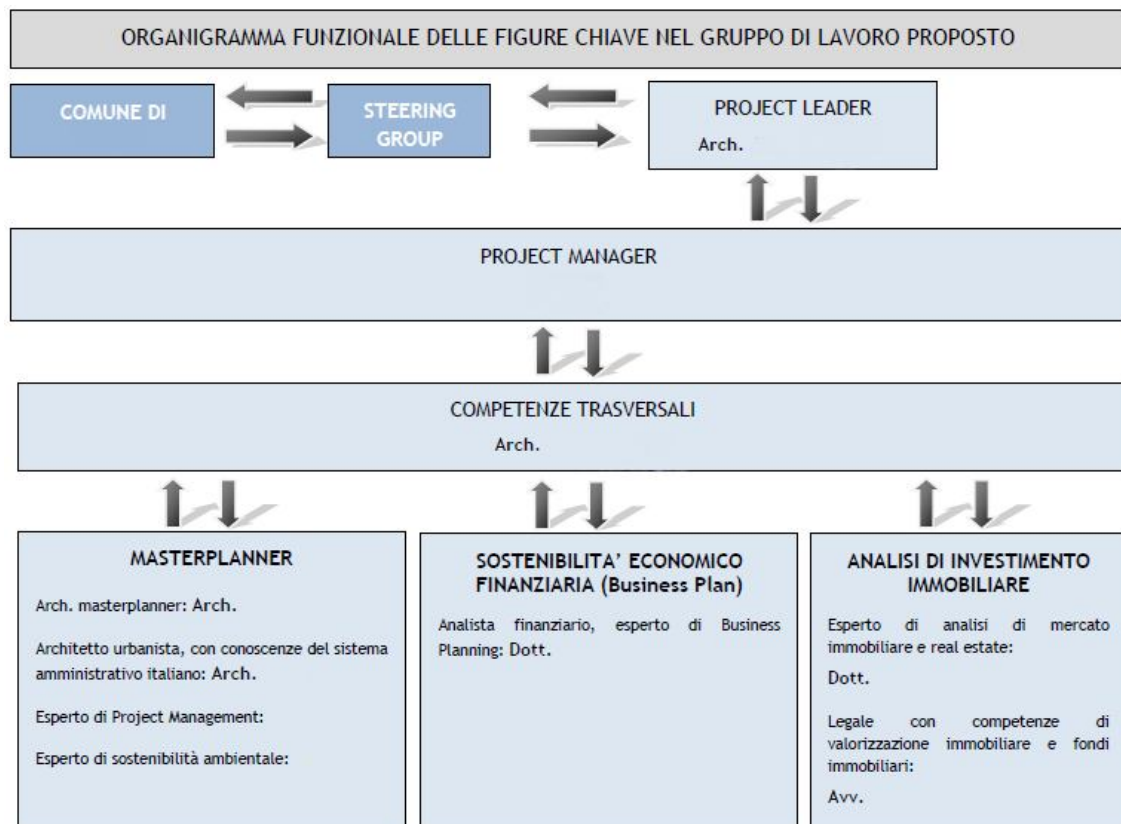 ORGANIGRAMMA FUNZIONALE DELLE FIGURE CHIAVE NEL GRUPPO DI LAVORO PROPOSTO
COMUNE DI
STEERING
GROUP
PROJECT LEADER
Arch.
PROJECT MANAGER
COMPETENZE TRASVERSALI
Arch.
MASTERPLANNER
Arch. masterplanner: Arch.
Architetto urbanista, con conoscenze del sistema
amministrativo italiano: Arch.
Esperto di Project Management:
Esperto di sostenibilità ambientale:
SOSTENIBILITA’ ECONOMICO
FINANZIARIA (Business Plan)
Analista finanziario, esperto di Business
Planning: Dott.
ANALISI DI INVESTIMENTO
IMMOBILIARE
Esperto di analisi di mercato
immobiliare e real estate:
Dott.
Legale con competenze di
valorizzazione immobiliare e fondi
immobiliari:
Avv.